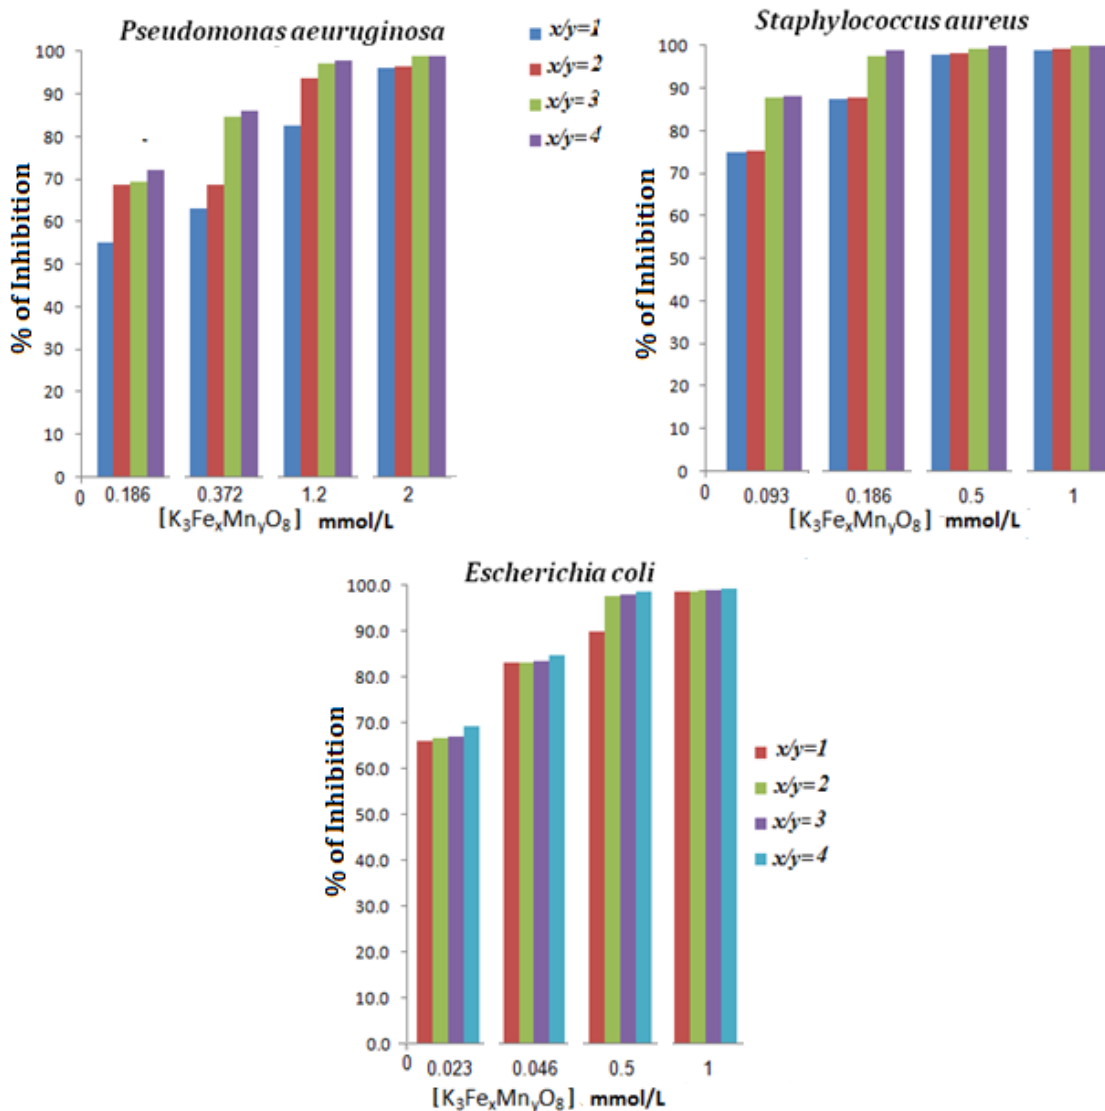 Pseudomonas aeuruginosa
% of Inhibition
100
90
80
70
60
50
40
30
20
10
0
0 0.186 0.372 1.2 2
[K₃FeₓMnᵧO₈] mmol/L
x/y=1
x/y=2
x/y=3
x/y=4
Staphylococcus aureus
% of Inhibition
100
90
80
70
60
50
40
30
20
10
0
0 0.093 0.186 0.5 1
[K₃FeₓMnᵧO₈] mmol/L
Escherichia coli
% of Inhibition
100.0
90.0
80.0
70.0
60.0
50.0
40.0
30.0
20.0
10.0
0.0
0 0.023 0.046 0.5 1
[K₃FeₓMnᵧO₈] mmol/L
x/y=1
x/y=2
x/y=3
x/y=4